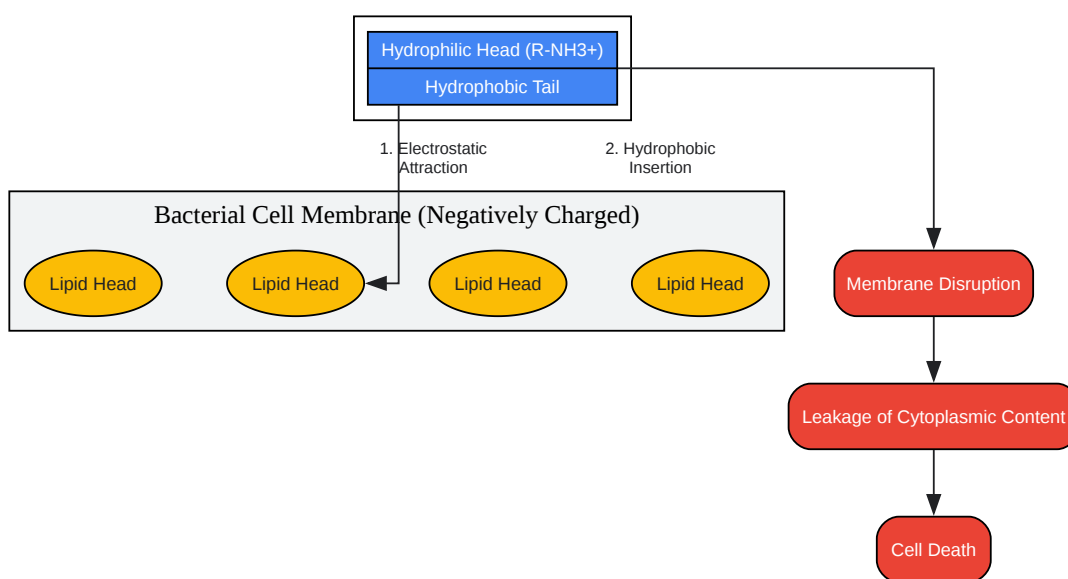 Hydrophilic Head (R-NH3+)
Hydrophobic Tail
1. Electrostatic
Attraction
2. Hydrophobic
Insertion
Bacterial Cell Membrane (Negatively Charged)
Lipid Head
Lipid Head
Lipid Head
Lipid Head
Membrane Disruption
Leakage of Cytoplasmic Content
Cell Death